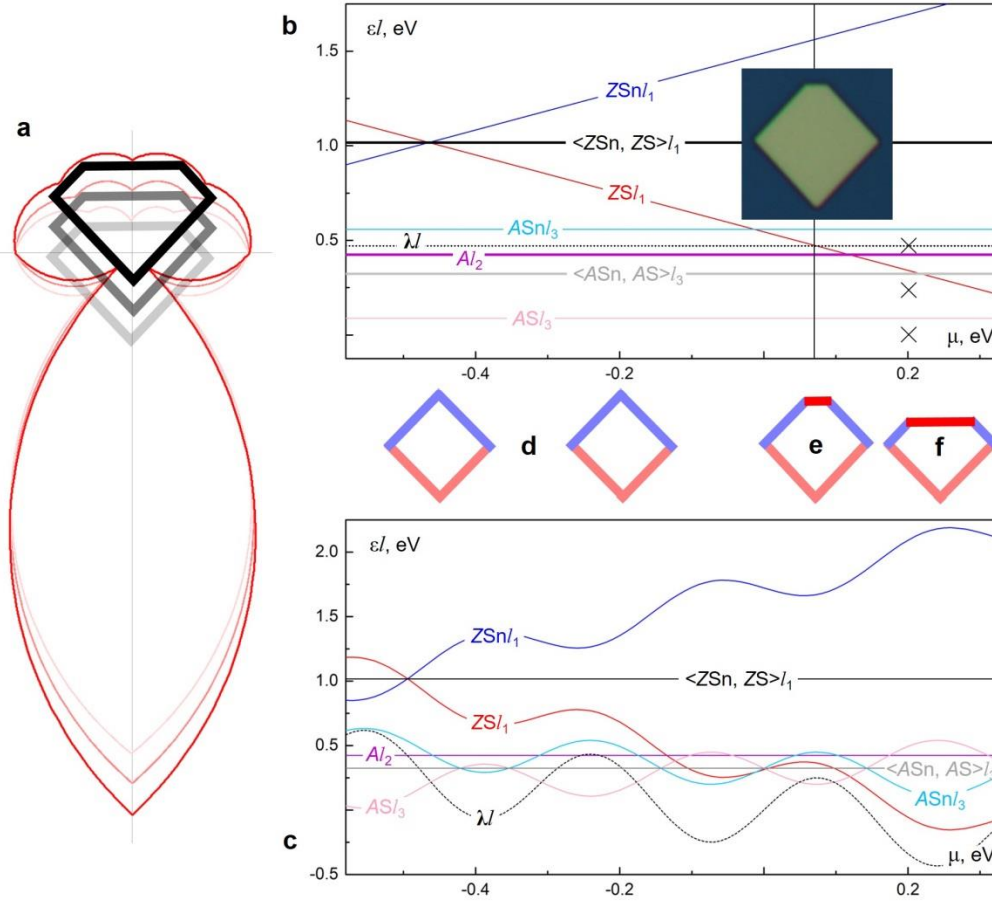 a
b
εl, eV
1.5
1.0
0.5
ZSnl₁
<ZSn, ZS>l₁
ZSl₁
ASnl₃
λl
Al₂
<ASn, AS>l₃
ASl₃
μ, eV
-0.4
-0.2
0.2
d
e
f
εl, eV
2.0
1.5
1.0
0.5
-0.5
ZSnl₁
<ZSn, ZS>l₁
ZSl₁
Al₂
<ASn, AS>l
ASl₃
ASnl₃
λl
c
μ, eV
-0.4
-0.2
0.2